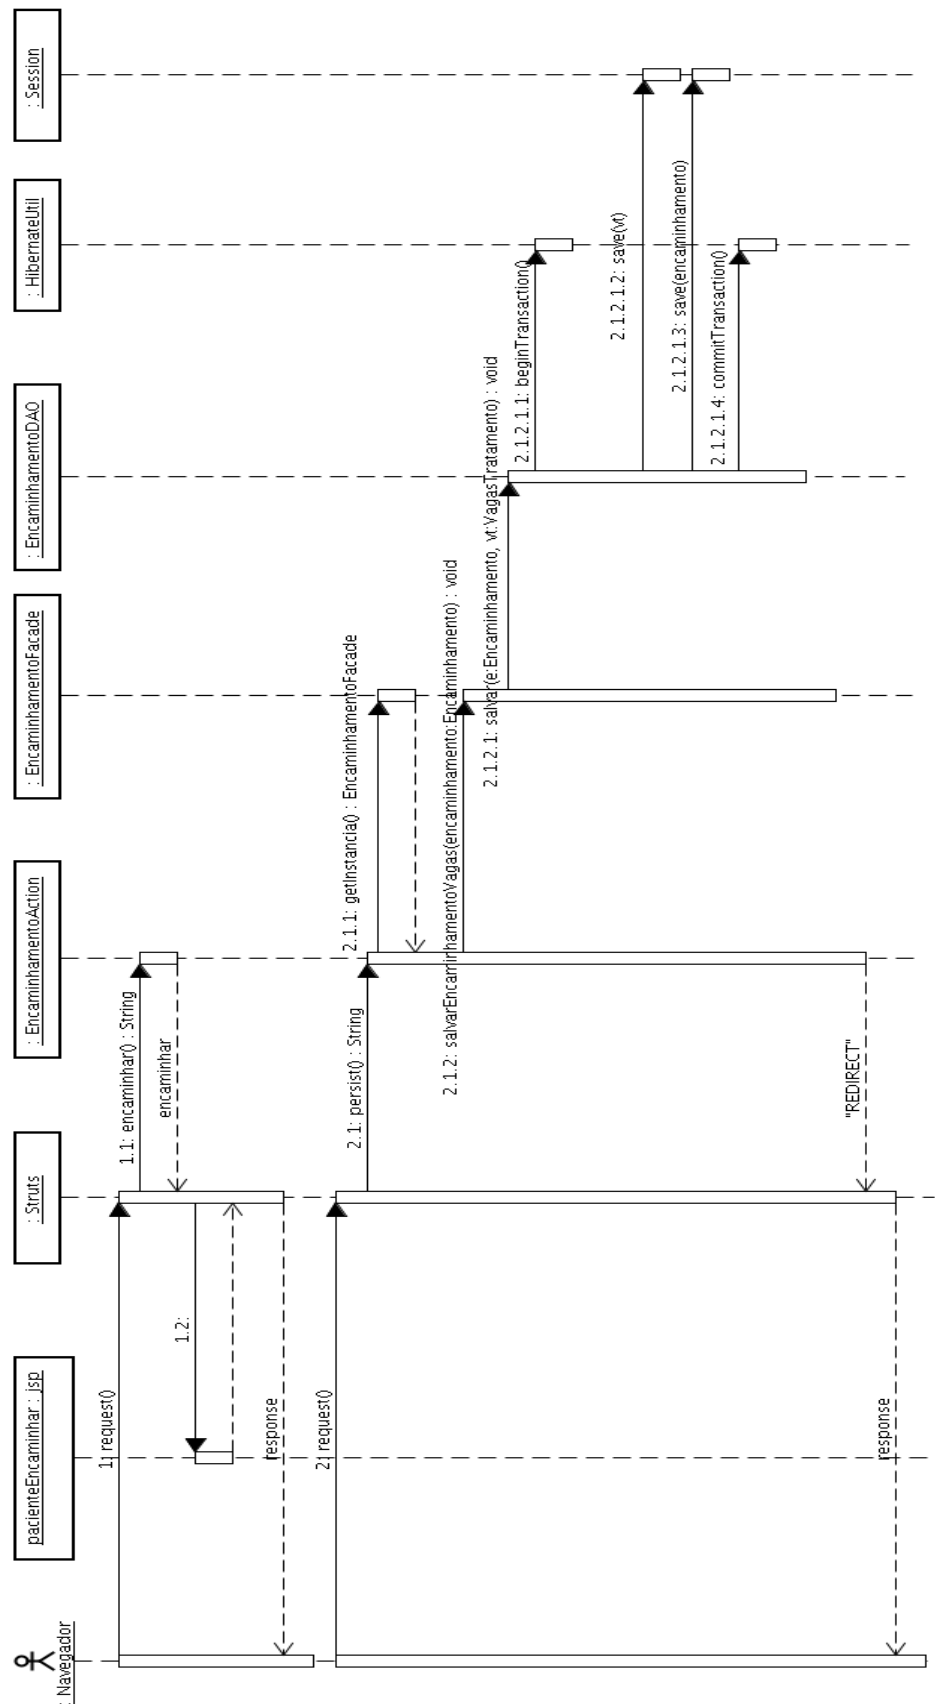 : Navegador
pacienteEncaminhar : jsp
: Struts
: EncaminhamentoAction
: EncaminhamentoFacade
: EncaminhamentoDAO
: HibernateUtil
: Session
1: request()
1.1: encaminhar() : String
encaminhar
1.2:
response
2: request()
2.1: persist() : String
2.1.1: getInstancia() : EncaminhamentoFacade
2.1.2: salvarEncaminhamentoVagas(encaminhamento:Encaminhamento) : void
2.1.2.1: salvar(e:Encaminhamento, vt:VagasTratamento) : void
2.1.2.1.1: beginTransaction()
2.1.2.1.2: save(vt)
2.1.2.1.3: save(encaminhamento)
2.1.2.1.4: commitTransaction()
"REDIRECT"
response